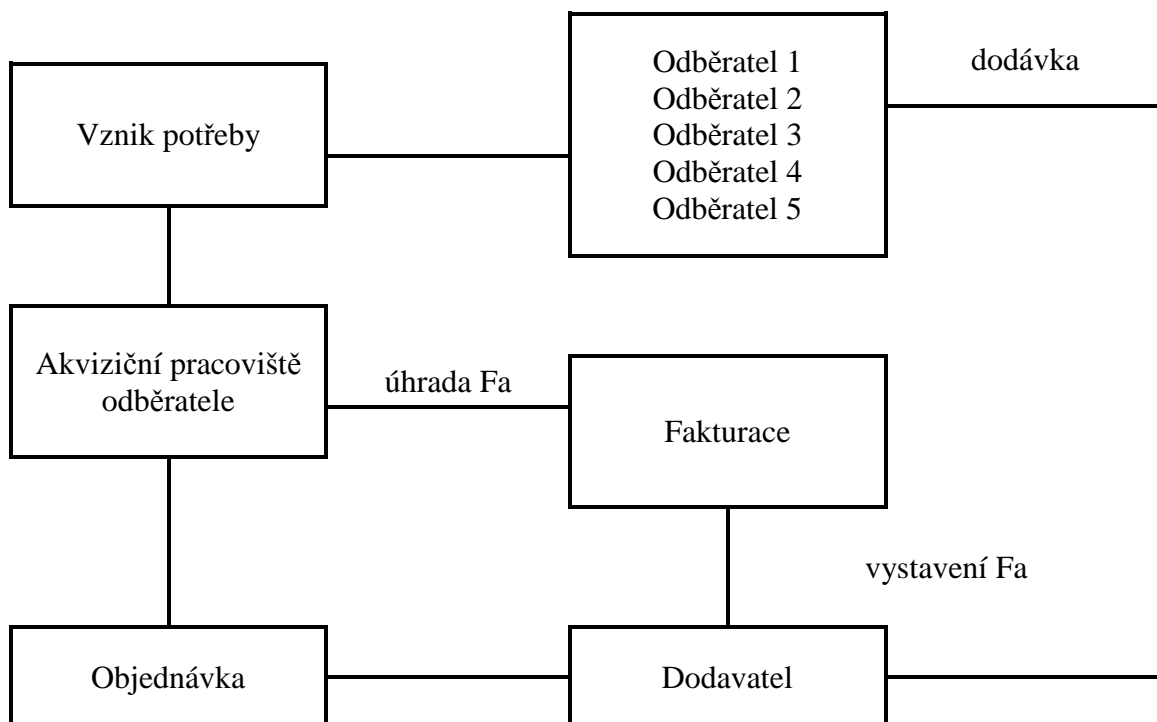 Vznik potřeby
Odběratel 1
Odběratel 2
Odběratel 3
Odběratel 4
Odběratel 5
dodávka
Akviziční pracoviště
odběratele
úhrada Fa
Fakturace
vystavení Fa
Objednávka
Dodavatel